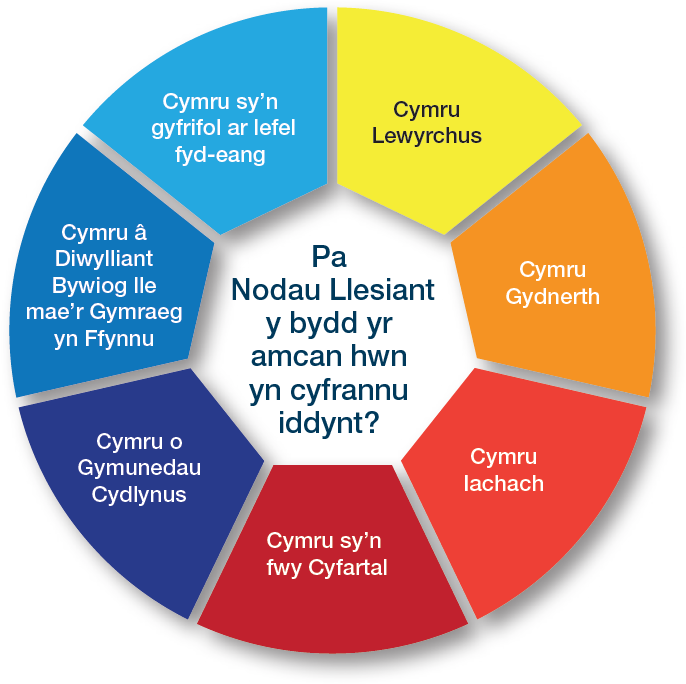 Pa
Nodau Llesiant
y bydd yr
amcan hwn
yn cyfrannu
iddynt?
Cymru
Lewyrchus
Cymru
Gydnerth
Cymru
Iachach
Cymru sy’n
fwy Cyfartal
Cymru o
Gymunedau
Cydlynus
Cymru â
Diwylliant
Bywiog lle
mae’r Gymraeg
yn Ffynnu
Cymru sy’n
gyfrifol ar lefel
fyd-eang